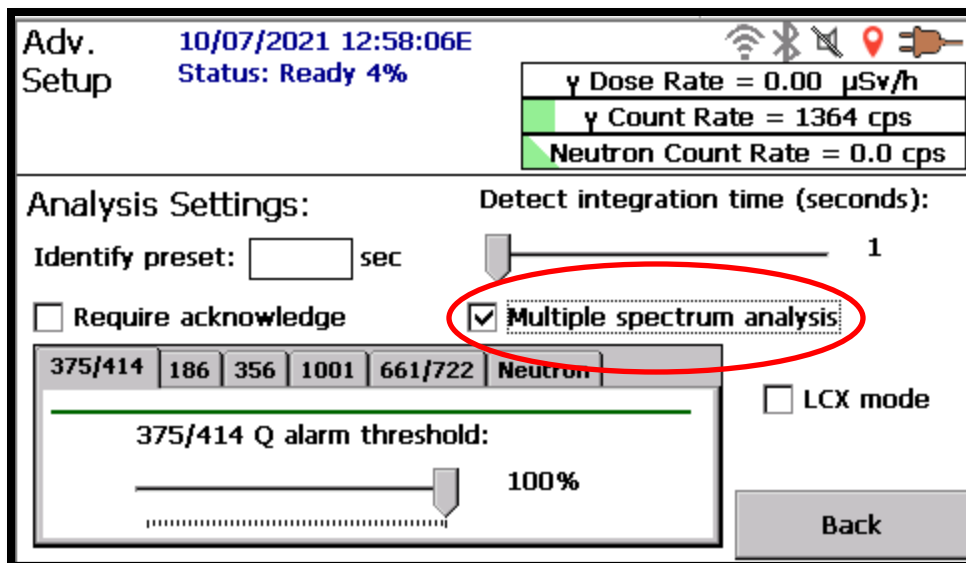 Adv. Setup
10/07/2021 12:58:06E
Status: Ready 4%
γ Dose Rate = 0.00 µSv/h
γ Count Rate = 1364 cps
Neutron Count Rate = 0.0 cps
Analysis Settings:
Detect integration time (seconds):
Identify preset: sec
1
Require acknowledge
Multiple spectrum analysis
375/414 186 356 1001 661/722 Neutron
LCX mode
375/414 Q alarm threshold:
100%
Back